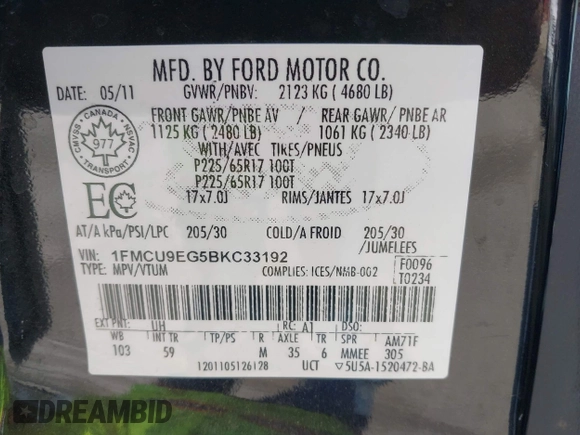 MFD. BY FORD MOTOR CO.
DATE: 05/11 GVWR/PNBV: 2123 KG ( 4680 LB)
FRONT GAWR/PNBE AV REAR GAWR/ PNBE AR
1125 KG ( 2480 LB) 1061 KG ( 2340 LB)
CANADA
CMVSS NSVAC
977
TRANSPORT
WITH/AVEC TIRES/PNEUS
P225/65R17 100T
P225/65R17 100T
17x7.0J RIMS/JANTES 17x7.0J
EC
AT/A kPa/PSI/LPC 205/30 COLD/A FROID 205/30
/JUMELEES
VIN: 1FMCU9EG5BKC33192
TYPE: MPV/VTUM COMPLIES: ICES/NMB-002
F0096
T0234
EXT PNT: UH RC: A1 DSO:
WB INT TR TP/PS R AXLE TR SPR AM71F
103 59 M 35 6 MMEE 305
1201105126128 UCT 5U5A-1520472-BA
DREAMBID